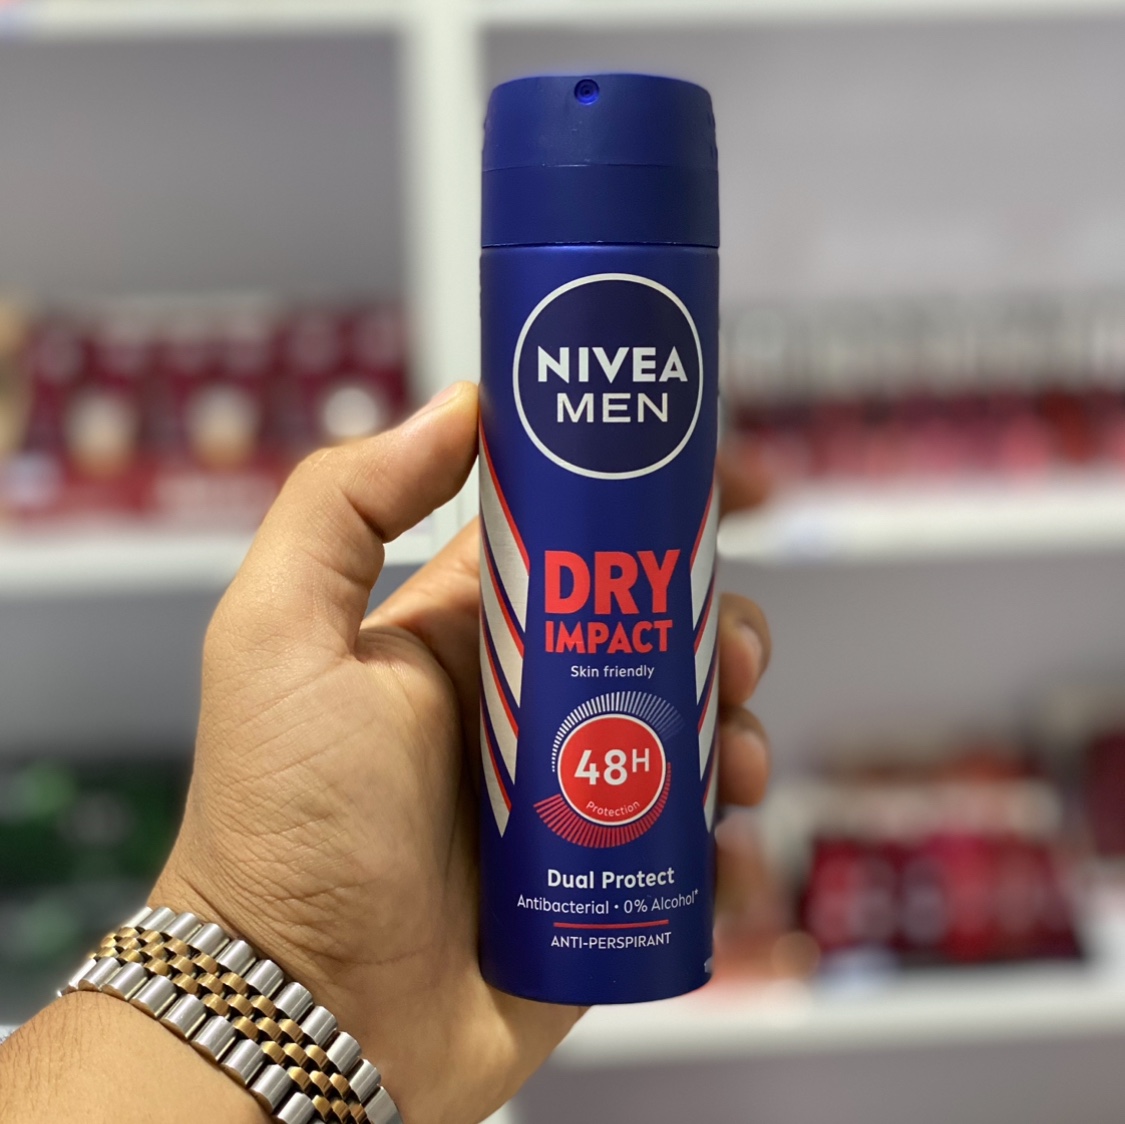 NIVEA
MEN
DRY
IMPACT
Skin friendly
48H
Protection
Dual Protect
Antibacterial • 0% Alcohol*
ANTI-PERSPIRANT